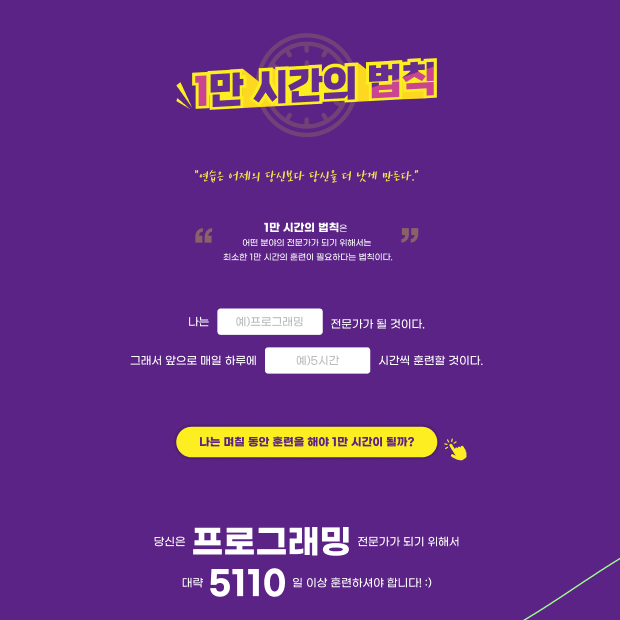 1만 시간의 법칙
"연습은 어제의 당신보다 당신을 더 낫게 만든다."
“ 1만 시간의 법칙은 ”
어떤 분야의 전문가가 되기 위해서는
최소한 1만 시간의 훈련이 필요하다는 법칙이다.
나는 예)프로그래밍 전문가가 될 것이다.
그래서 앞으로 매일 하루에 예)5시간 시간씩 훈련할 것이다.
나는 며칠 동안 훈련을 해야 1만 시간이 될까?
당신은 프로그래밍 전문가가 되기 위해서
대략 5110 일 이상 훈련하셔야 합니다! :)